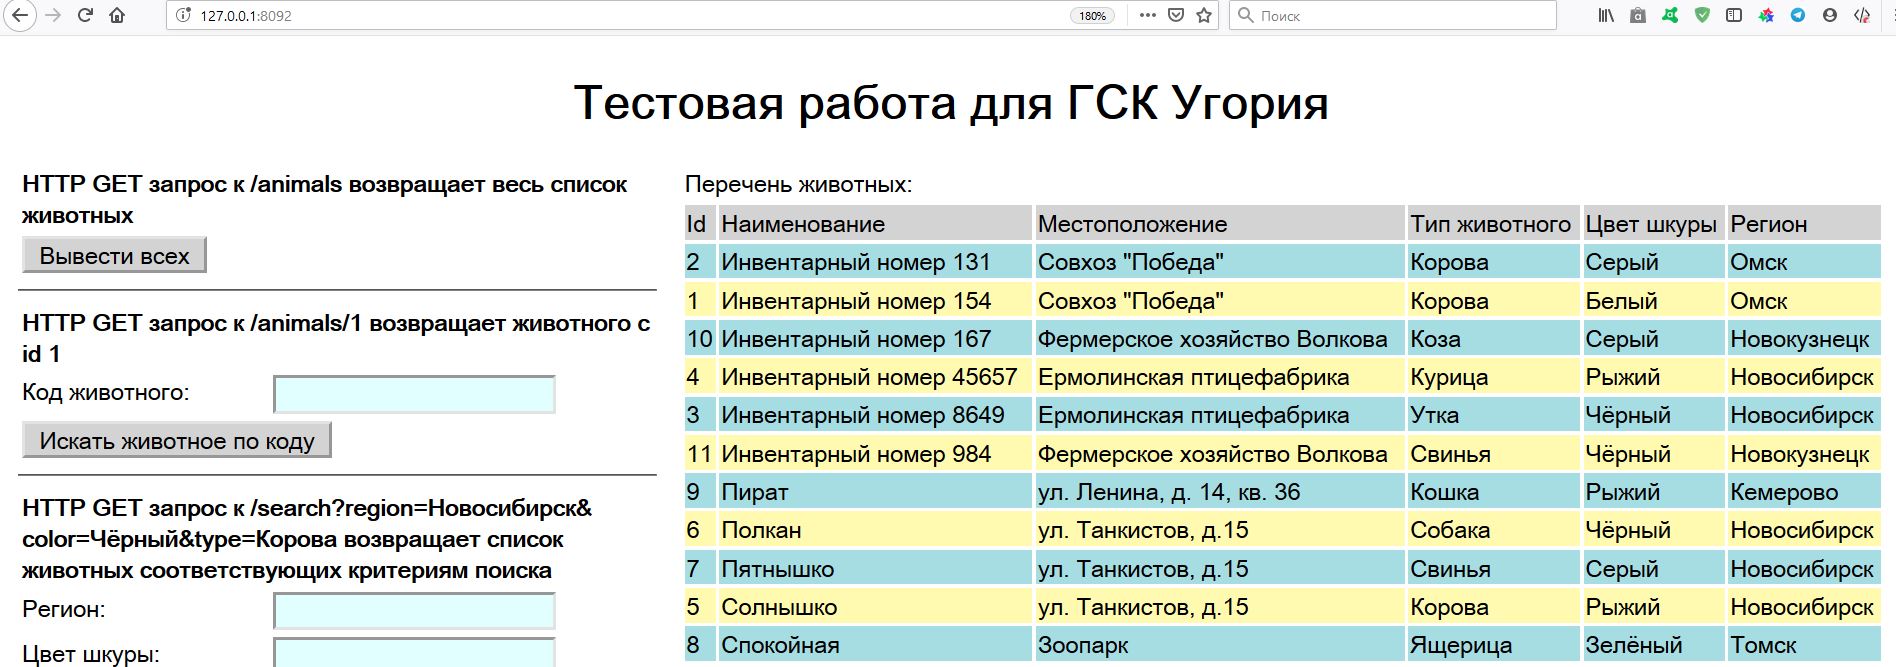 127.0.0.1:8092
180%
Поиск
Тестовая работа для ГСК Угория
HTTP GET запрос к /animals возвращает весь список
животных
Вывести всех
HTTP GET запрос к /animals/1 возвращает животного с
id 1
Код животного:
Искать животное по коду
HTTP GET запрос к /search?region=Новосибирск&
color=Чёрный&type=Корова возвращает список
животных соответствующих критериям поиска
Регион:
Цвет шкуры:
Перечень животных:
Id Наименование Местоположение Тип животного Цвет шкуры Регион
2 Инвентарный номер 131 Совхоз "Победа" Корова Серый Омск
1 Инвентарный номер 154 Совхоз "Победа" Корова Белый Омск
10 Инвентарный номер 167 Фермерское хозяйство Волкова Коза Серый Новокузнецк
4 Инвентарный номер 45657 Ермолинская птицефабрика Курица Рыжий Новосибирск
3 Инвентарный номер 8649 Ермолинская птицефабрика Утка Чёрный Новосибирск
11 Инвентарный номер 984 Фермерское хозяйство Волкова Свинья Чёрный Новокузнецк
9 Пират ул. Ленина, д. 14, кв. 36 Кошка Рыжий Кемерово
6 Полкан ул. Танкистов, д.15 Собака Чёрный Новосибирск
7 Пятнышко ул. Танкистов, д.15 Свинья Серый Новосибирск
5 Солнышко ул. Танкистов, д.15 Корова Рыжий Новосибирск
8 Спокойная Зоопарк Ящерица Зелёный Томск